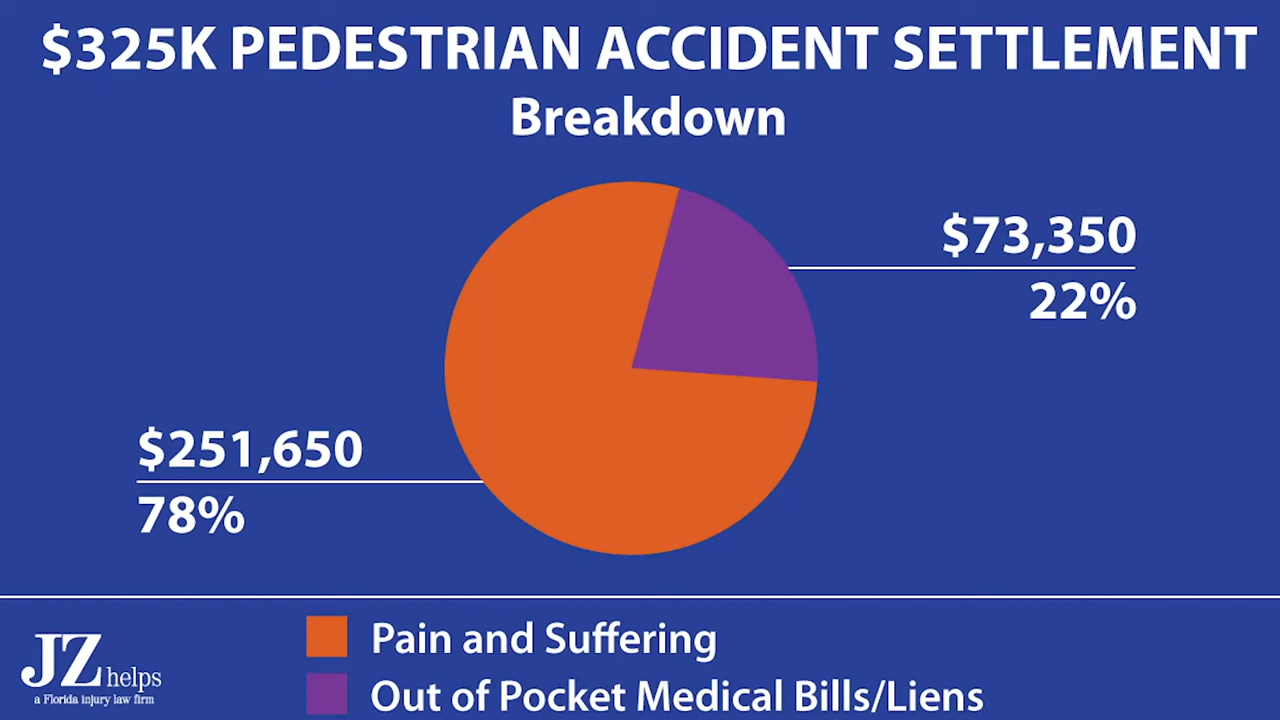 $325K PEDESTRIAN ACCIDENT SETTLEMENT
Breakdown
$73,350
22%
$251,650
78%
Pain and Suffering
Out of Pocket Medical Bills/Liens
JZ helps
a Florida injury law firm